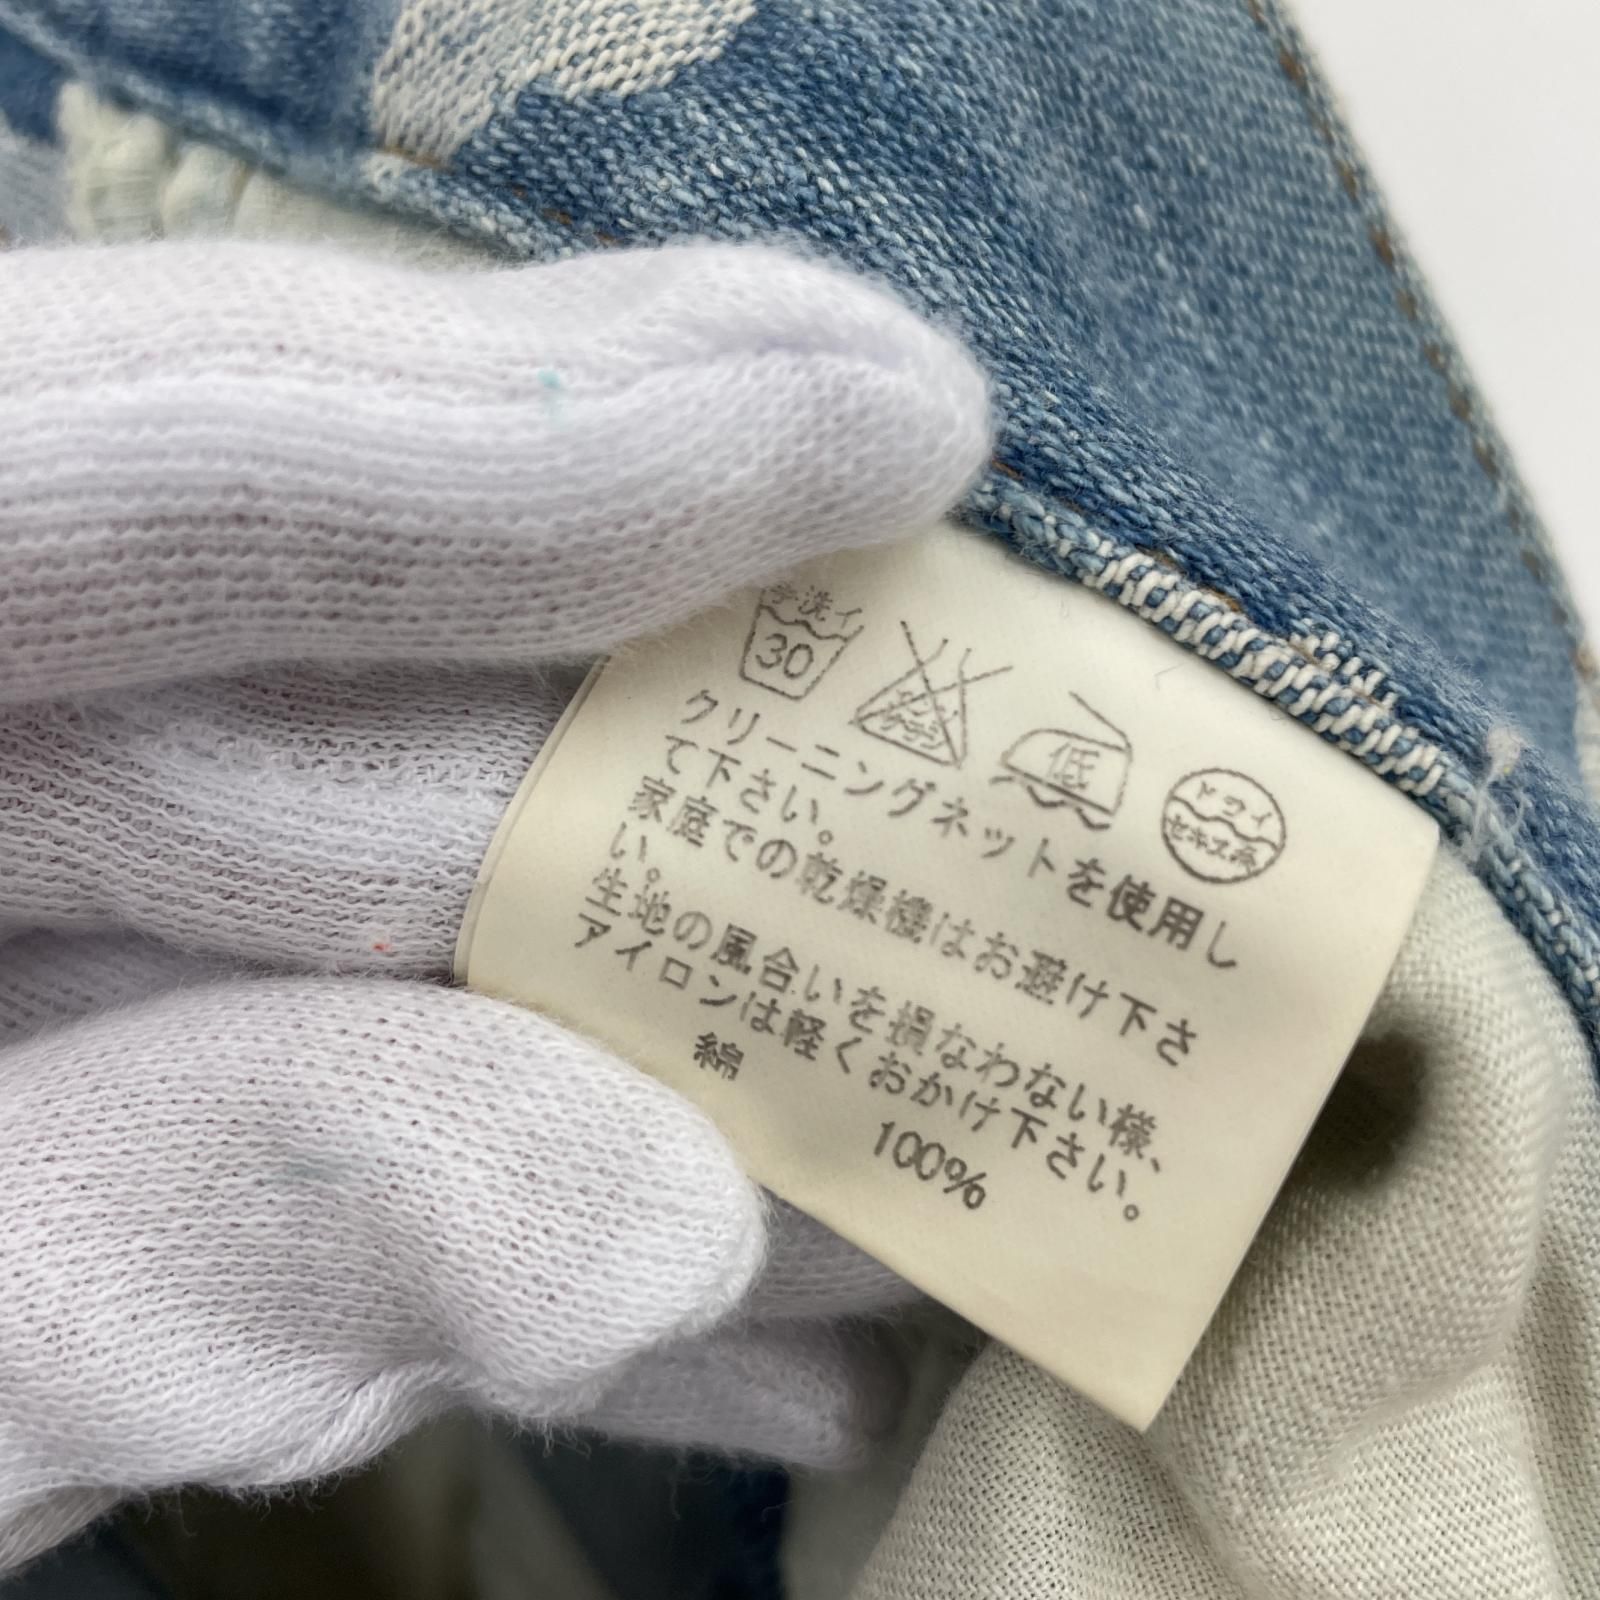 手洗イ
30
低
ドライ
セキユ系
クリーニングネットを使用し
て下さい。
家庭での乾燥機はお避け下さ
い。
生地の風合いを損なわない様、
アイロンは軽くおかけ下さい。
綿 100%